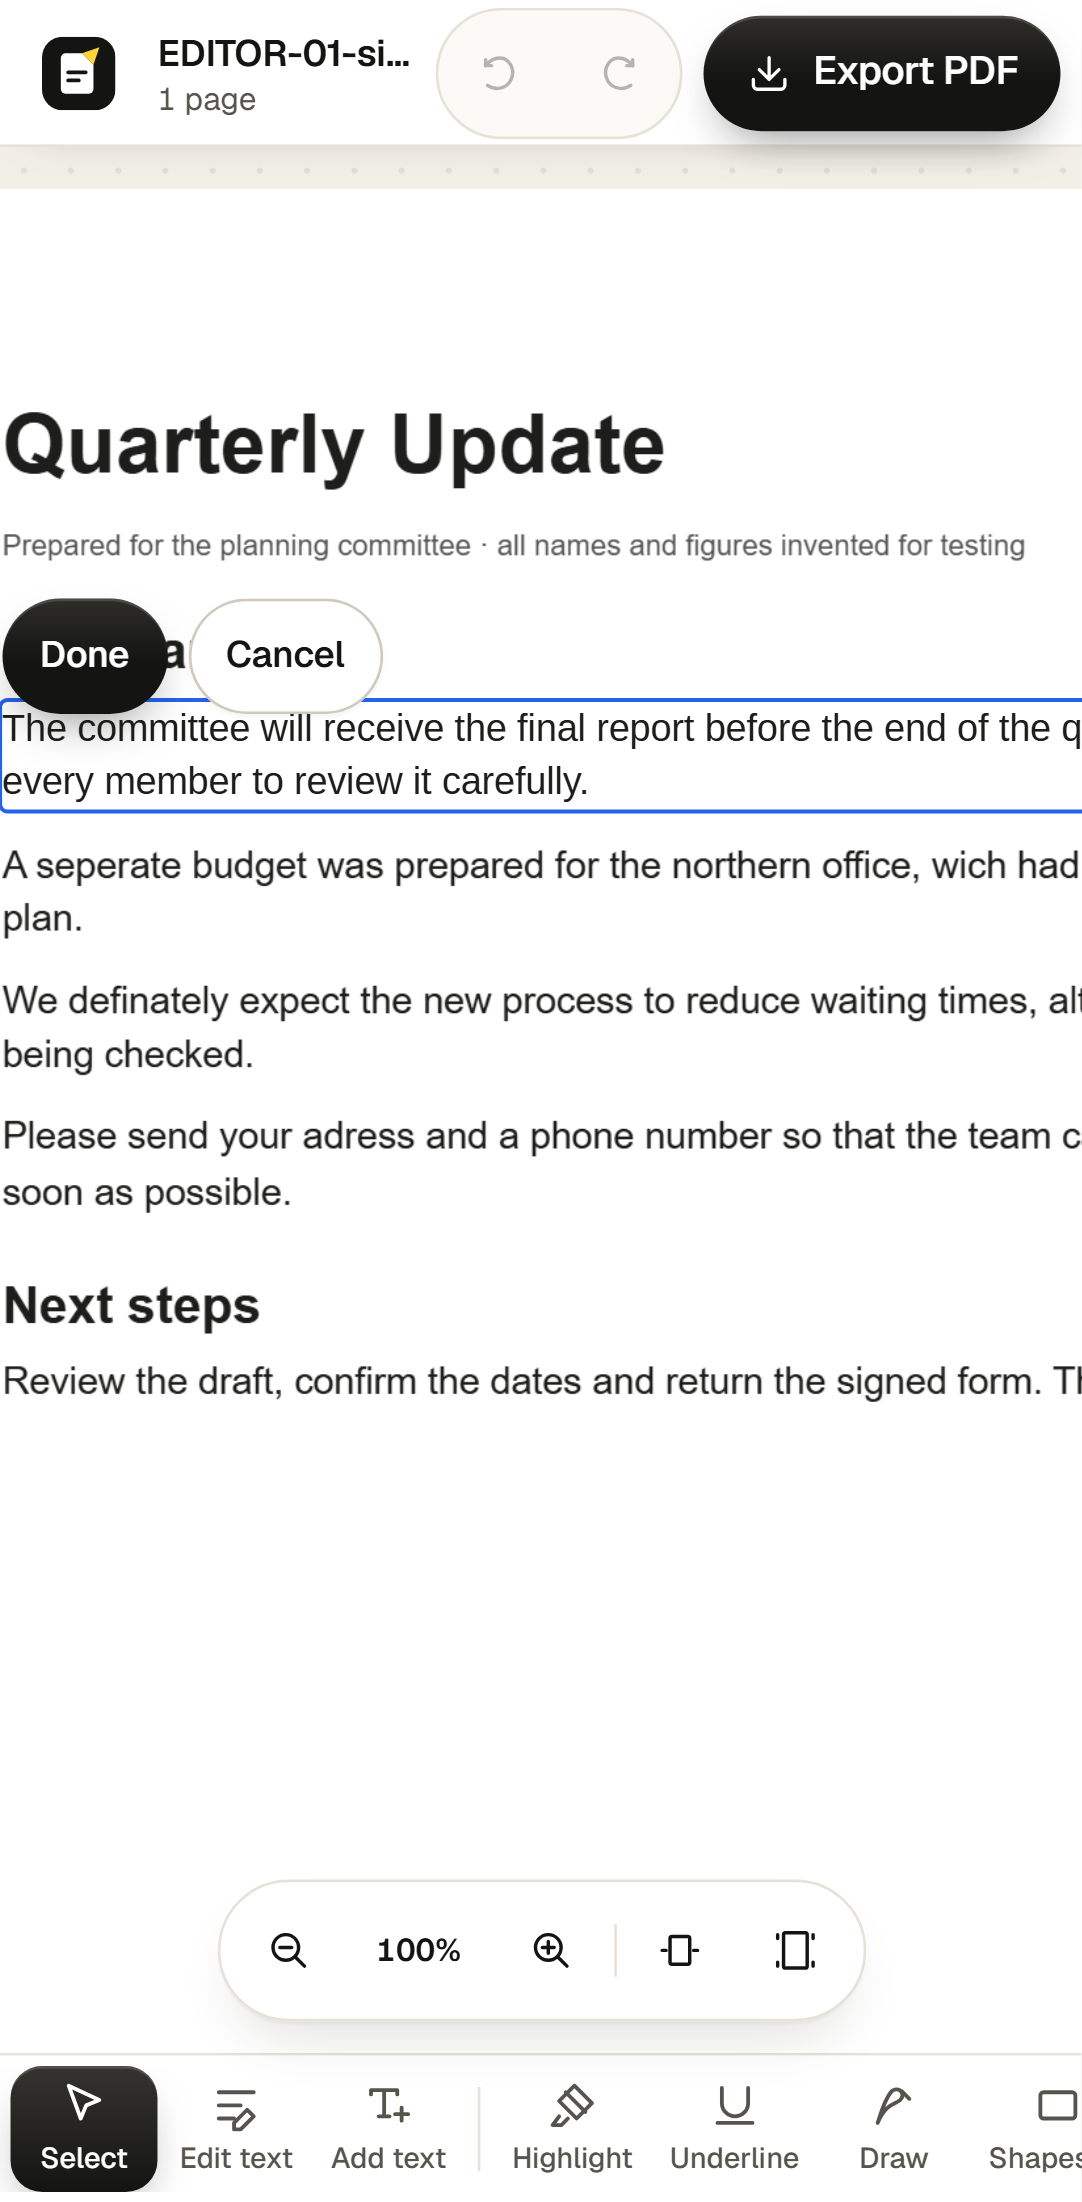 EDITOR-01-si...
1 page
Export PDF
Quarterly Update
Prepared for the planning committee · all names and figures invented for testing
Done
Cancel
The committee will receive the final report before the end of the
every member to review it carefully.
A seperate budget was prepared for the northern office, wich had
plan.
We definately expect the new process to reduce waiting times,
being checked.
Please send your adress and a phone number so that the team
soon as possible.
Next steps
Review the draft, confirm the dates and return the signed form.
100%
Select
Edit text
Add text
Highlight
Underline
Draw
Shapes